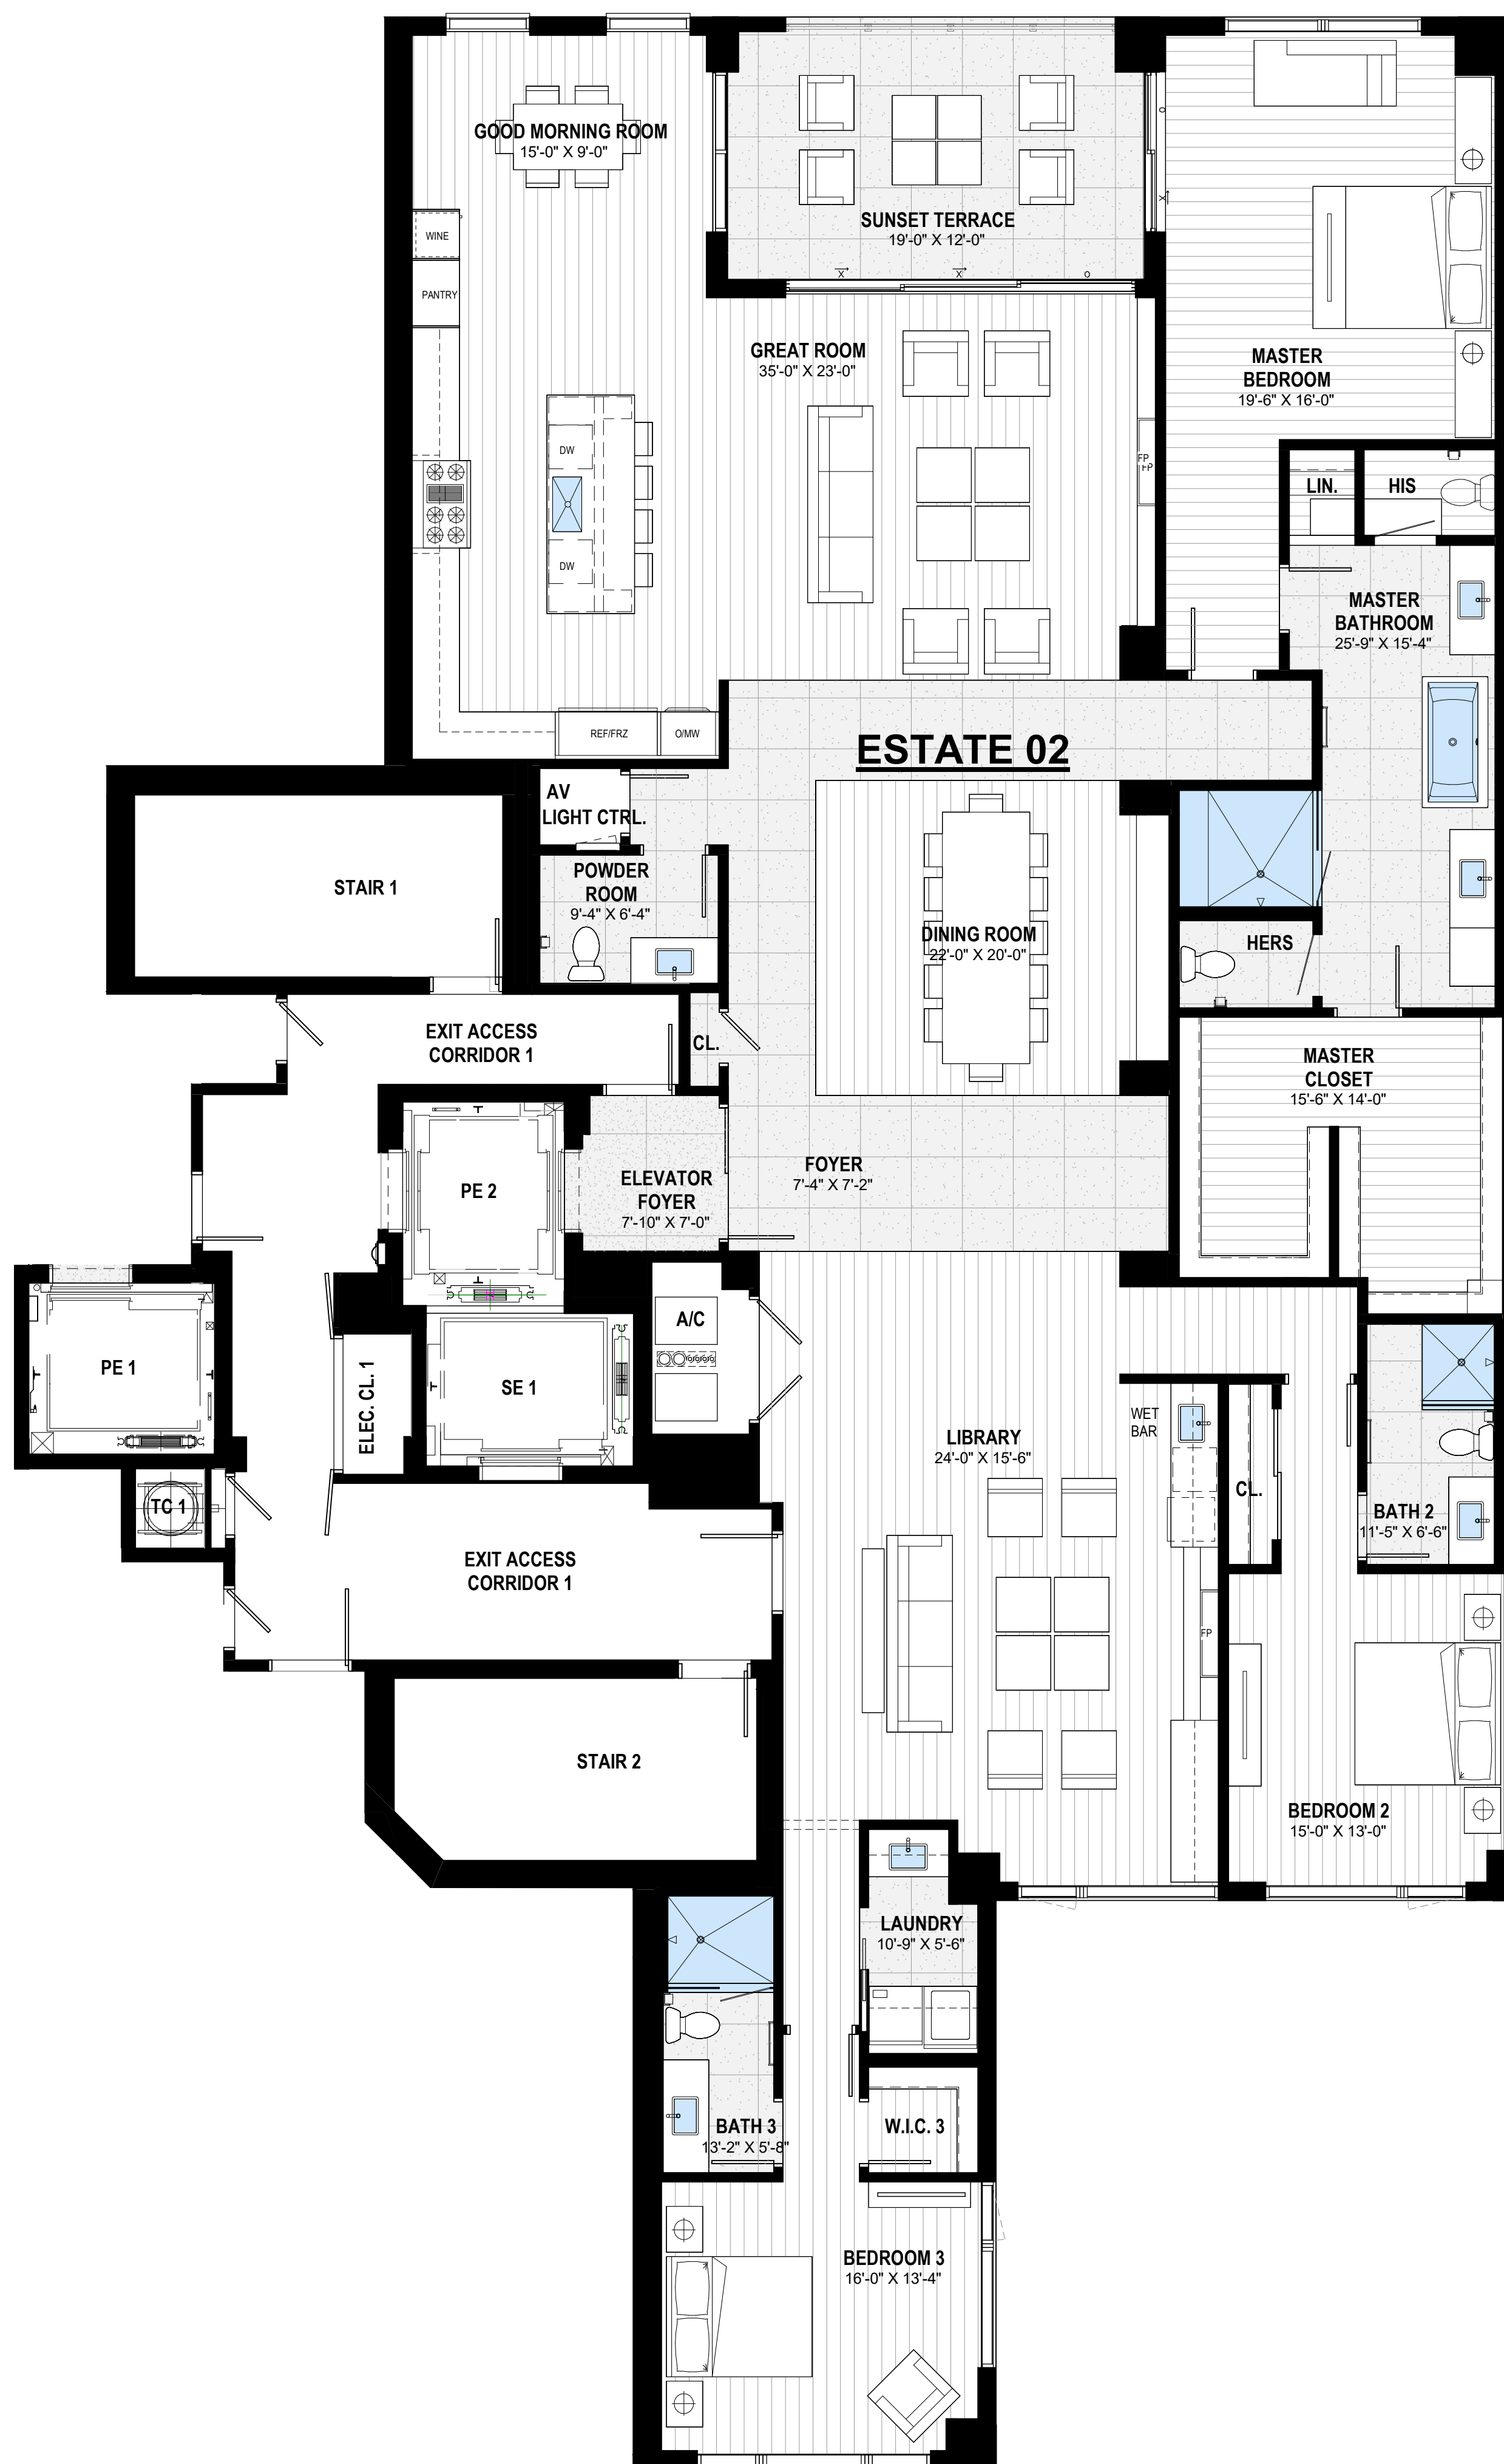 GOOD MORNING ROOM
15'-0" X 9'-0"
SUNSET TERRACE
19'-0" X 12'-0"
X
X
O
O
X
WINE
PANTRY
GREAT ROOM
35'-0" X 23'-0"
MASTER
BEDROOM
19'-6" X 16'-0"
DW
DW
FP
FP
LIN.
HIS
MASTER
BATHROOM
25'-9" X 15'-4"
REF/FRZ
O/MW
ESTATE 02
AV
LIGHT CTRL.
STAIR 1
POWDER
ROOM
9'-4" X 6'-4"
DINING ROOM
22'-0" X 20'-0"
HERS
EXIT ACCESS
CORRIDOR 1
CL.
MASTER
CLOSET
15'-6" X 14'-0"
PE 2
ELEVATOR
FOYER
7'-10" X 7'-0"
FOYER
7'-4" X 7'-2"
A/C
PE 1
ELEC. CL. 1
SE 1
WET
BAR
LIBRARY
24'-0" X 15'-6"
CL.
TC 1
BATH 2
11'-5" X 6'-6"
EXIT ACCESS
CORRIDOR 1
FP
STAIR 2
BEDROOM 2
15'-0" X 13'-0"
LAUNDRY
10'-9" X 5'-6"
BATH 3
13'-2" X 5'-8"
W.I.C. 3
BEDROOM 3
16'-0" X 13'-4"